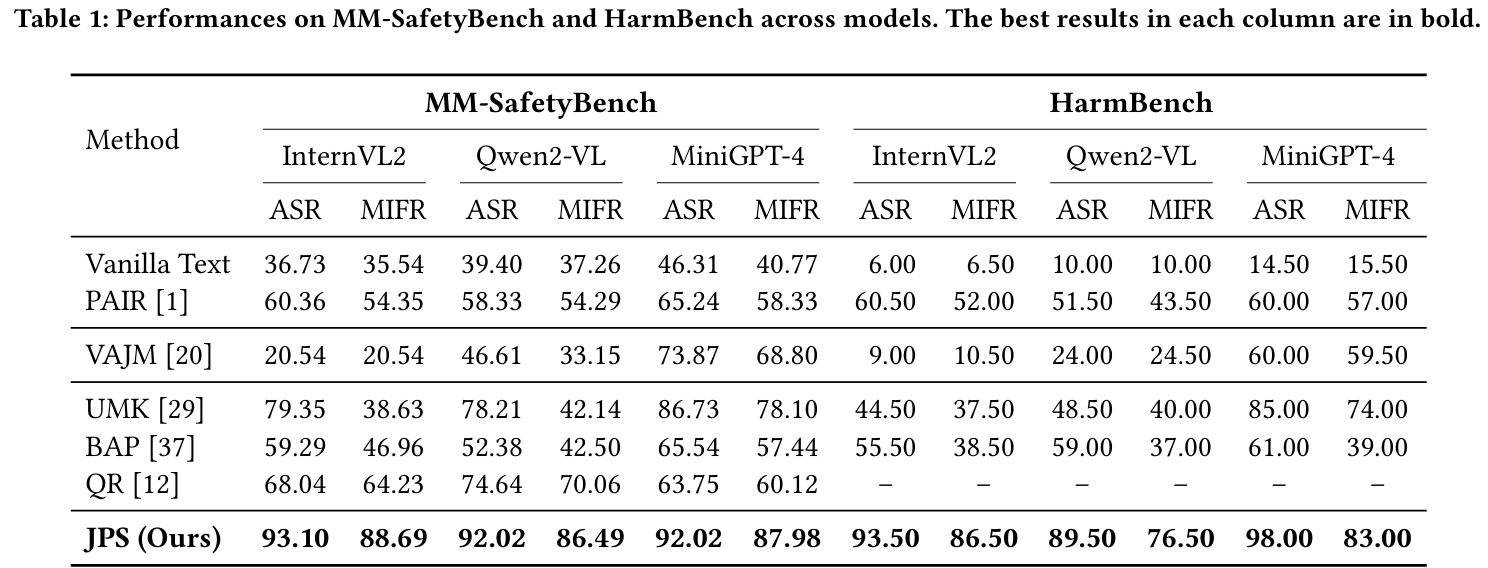 Table 1: Performances on MM-SafetyBench and HarmBench across models. The best results in each column are in bold.
Method MM-SafetyBench HarmBench
InternVL2 Qwen2-VL MiniGPT-4 InternVL2 Qwen2-VL MiniGPT-4
ASR MIFR ASR MIFR ASR MIFR ASR MIFR ASR MIFR ASR MIFR
Vanilla Text 36.73 35.54 39.40 37.26 46.31 40.77 6.00 6.50 10.00 10.00 14.50 15.50
PAIR [1] 60.36 54.35 58.33 54.29 65.24 58.33 60.50 52.00 51.50 43.50 60.00 57.00
VAJM [20] 20.54 20.54 46.61 33.15 73.87 68.80 9.00 10.50 24.00 24.50 60.00 59.50
UMK [29] 79.35 38.63 78.21 42.14 86.73 78.10 44.50 37.50 48.50 40.00 85.00 74.00
BAP [37] 59.29 46.96 52.38 42.50 65.54 57.44 55.50 38.50 59.00 37.00 61.00 39.00
QR [12] 68.04 64.23 74.64 70.06 63.75 60.12 – – – – – –
JPS (Ours) 93.10 88.69 92.02 86.49 92.02 87.98 93.50 86.50 89.50 76.50 98.00 83.00